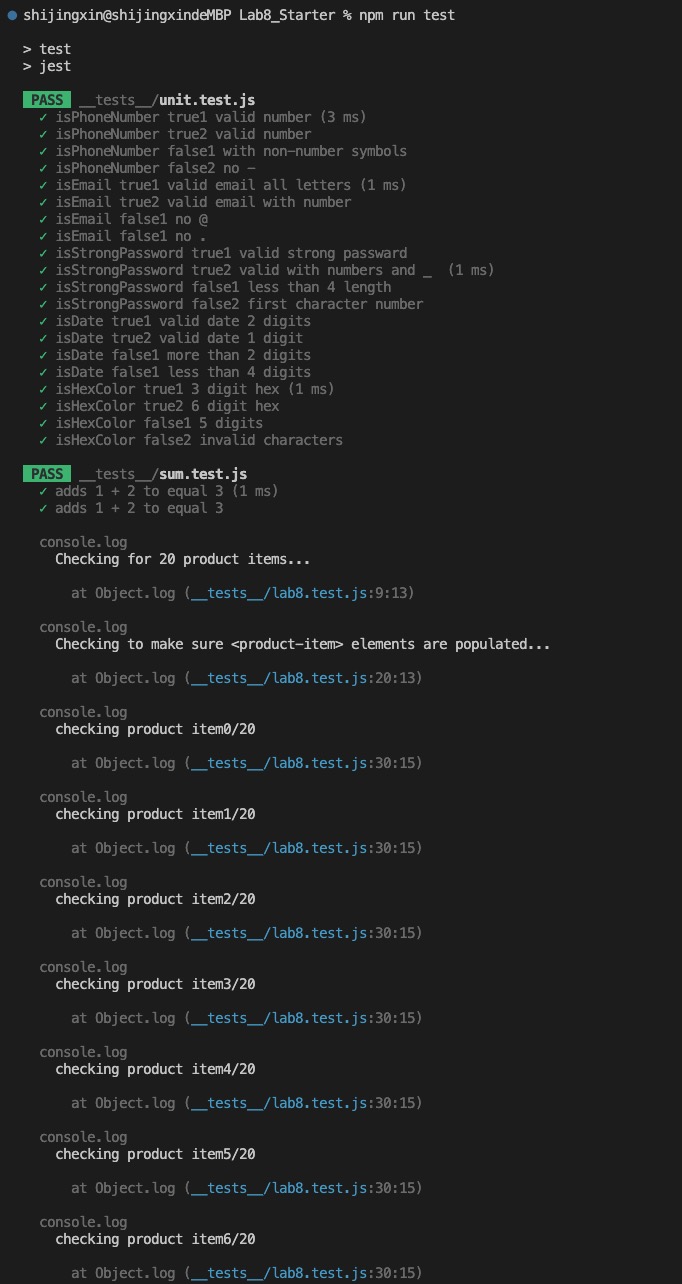 shijingxin@shijingxindeMBP Lab8_Starter % npm run test
> test
> jest
PASS __tests__/unit.test.js
✓ isPhoneNumber true1 valid number (3 ms)
✓ isPhoneNumber true2 valid number
✓ isPhoneNumber false1 with non-number symbols
✓ isPhoneNumber false2 no -
✓ isEmail true1 valid email all letters (1 ms)
✓ isEmail true2 valid email with number
✓ isEmail false1 no @
✓ isEmail false1 no .
✓ isStrongPassword true1 valid strong passward
✓ isStrongPassword true2 valid with numbers and _  (1 ms)
✓ isStrongPassword false1 less than 4 length
✓ isStrongPassword false2 first character number
✓ isDate true1 valid date 2 digits
✓ isDate true2 valid date 1 digit
✓ isDate false1 more than 2 digits
✓ isDate false1 less than 4 digits
✓ isHexColor true1 3 digit hex (1 ms)
✓ isHexColor true2 6 digit hex
✓ isHexColor false1 5 digits
✓ isHexColor false2 invalid characters
PASS __tests__/sum.test.js
✓ adds 1 + 2 to equal 3 (1 ms)
✓ adds 1 + 2 to equal 3
console.log
Checking for 20 product items...
at Object.log (__tests__/lab8.test.js:9:13)
console.log
Checking to make sure <product-item> elements are populated...
at Object.log (__tests__/lab8.test.js:20:13)
console.log
checking product item0/20
at Object.log (__tests__/lab8.test.js:30:15)
console.log
checking product item1/20
at Object.log (__tests__/lab8.test.js:30:15)
console.log
checking product item2/20
at Object.log (__tests__/lab8.test.js:30:15)
console.log
checking product item3/20
at Object.log (__tests__/lab8.test.js:30:15)
console.log
checking product item4/20
at Object.log (__tests__/lab8.test.js:30:15)
console.log
checking product item5/20
at Object.log (__tests__/lab8.test.js:30:15)
console.log
checking product item6/20
at Object.log (__tests__/lab8.test.js:30:15)